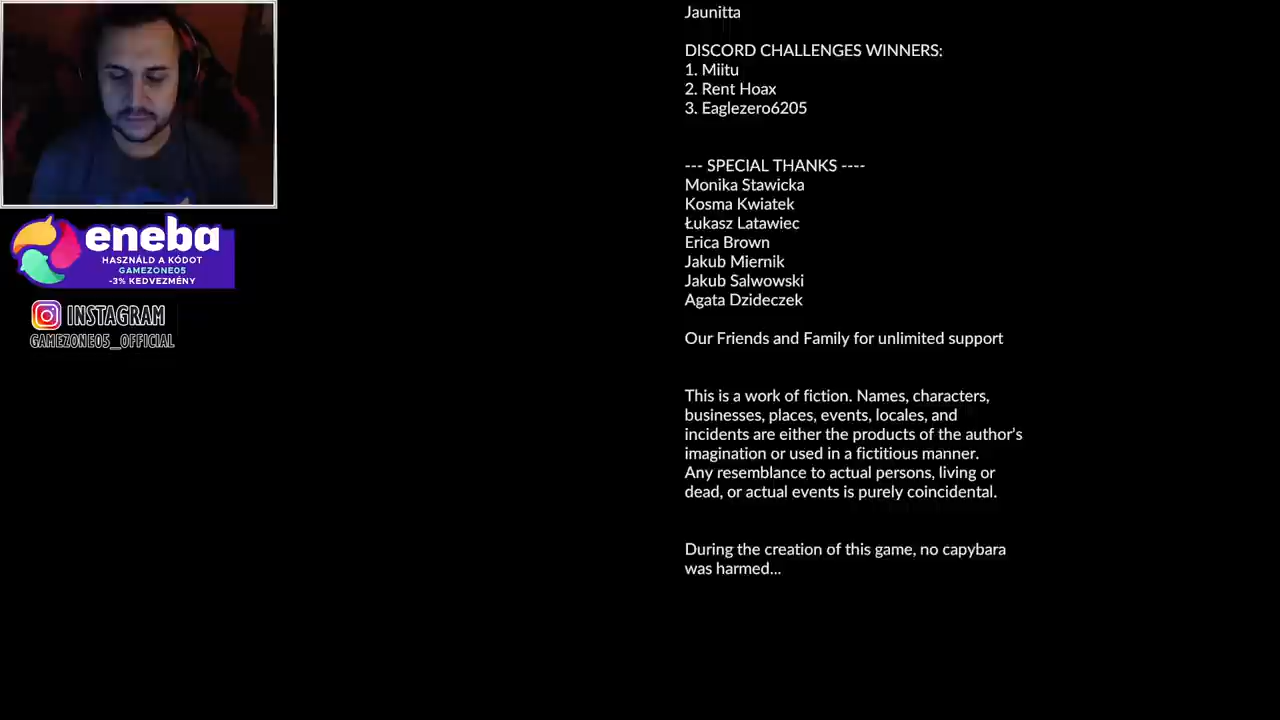 Jaunitta
DISCORD CHALLENGES WINNERS:
1. Miitu
2. Rent Hoax
3. Eaglezero6205
--- SPECIAL THANKS ----
Monika Stawicka
Kosma Kwiatek
Łukasz Latawiec
Erica Brown
Jakub Miernik
Jakub Salwowski
Agata Dzideczek
Our Friends and Family for unlimited support
This is a work of fiction. Names, characters,
businesses, places, events, locales, and
incidents are either the products of the author's
imagination or used in a fictitious manner.
Any resemblance to actual persons, living or
dead, or actual events is purely coincidental.
During the creation of this game, no capybara
was harmed...
eneba
HASZNÁLD A KÓDOT
GAMEZONE05
-3% KEDVEZMÉNY
INSTAGRAM
GAMEZONE05_OFFICIAL